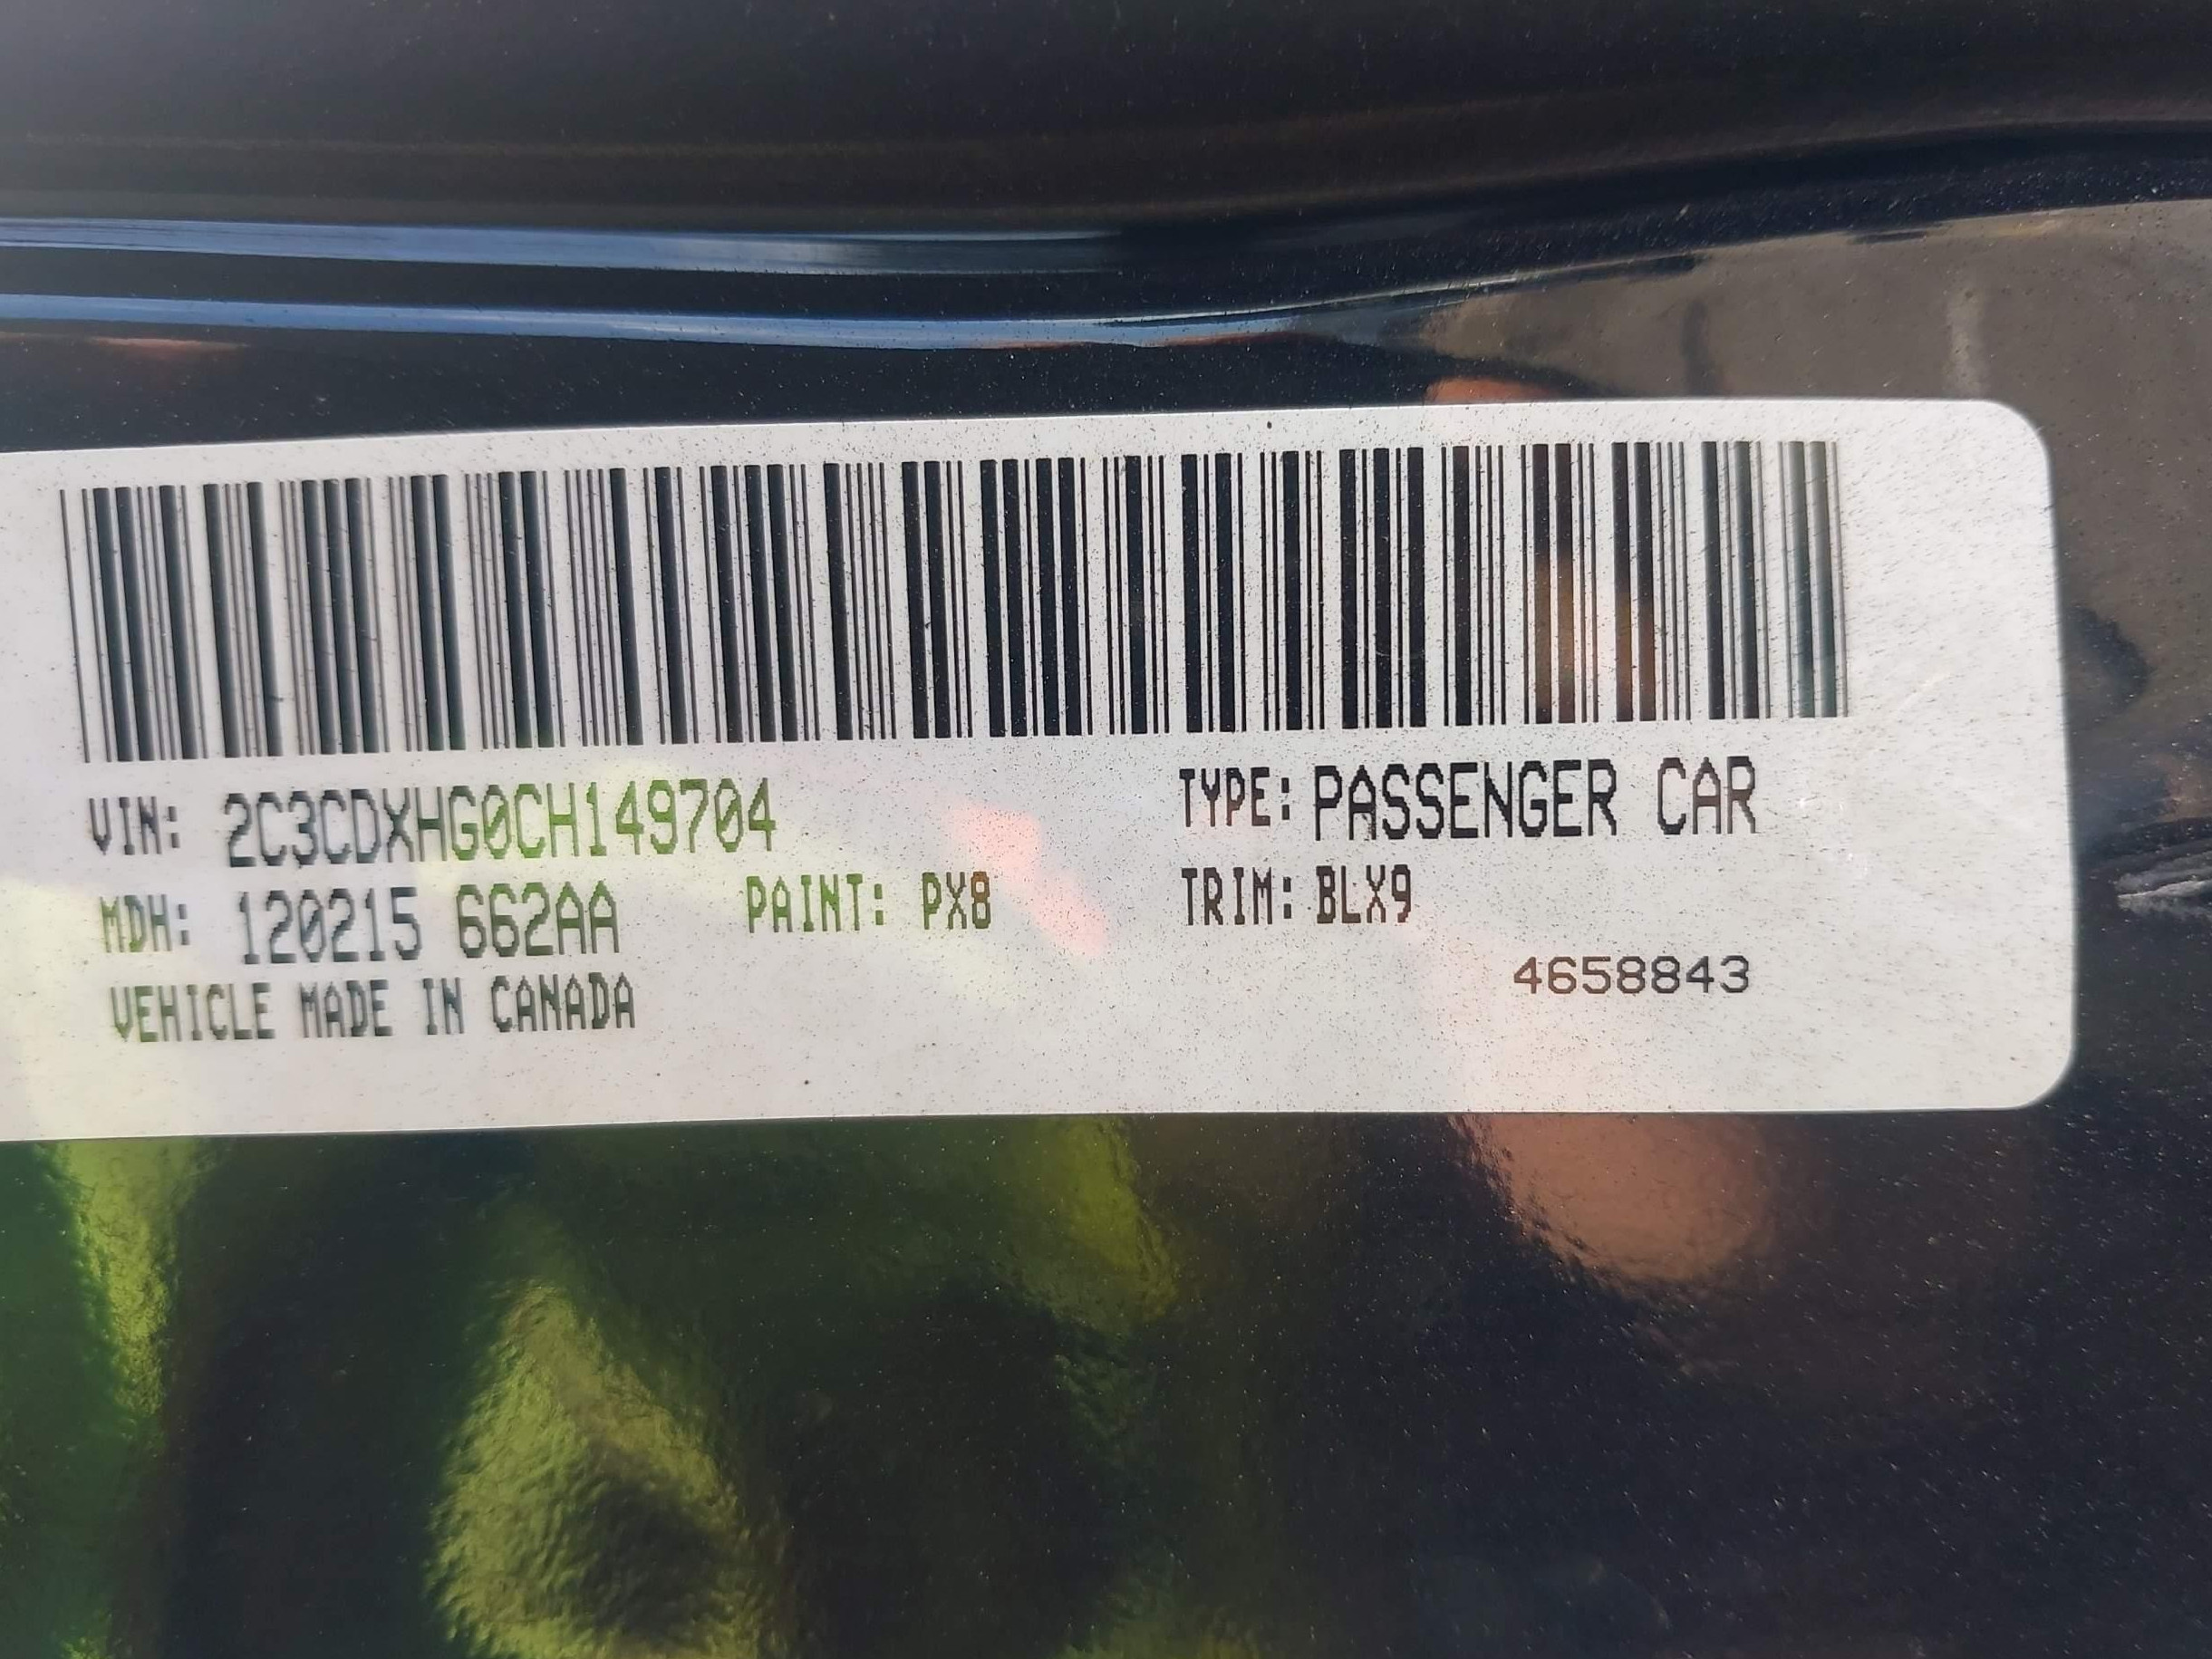 VIN: 2C3CDXHG0CH149704 TYPE: PASSENGER CAR
MDH: 120215 662AA PAINT: PX8 TRIM: BLX9
VEHICLE MADE IN CANADA 4658843